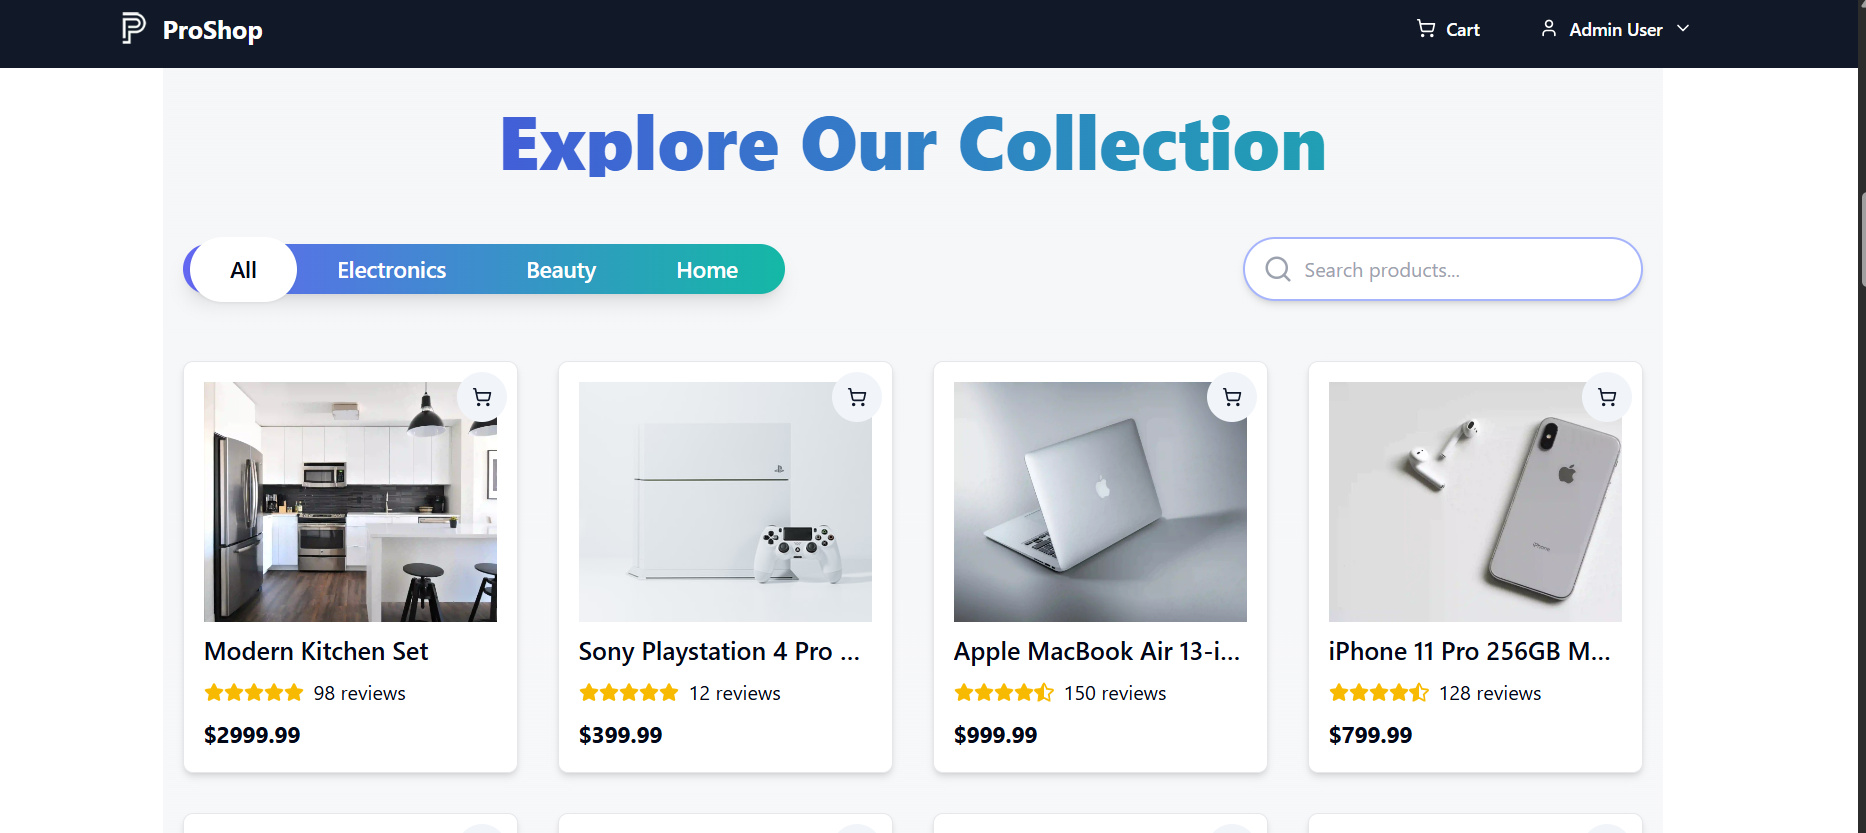 ProShop
Cart
Admin User
Explore Our Collection
All
Electronics
Beauty
Home
Search products...
Modern Kitchen Set
98 reviews
$2999.99
Sony Playstation 4 Pro ...
12 reviews
$399.99
Apple MacBook Air 13-i...
150 reviews
$999.99
iPhone
iPhone 11 Pro 256GB M...
128 reviews
$799.99